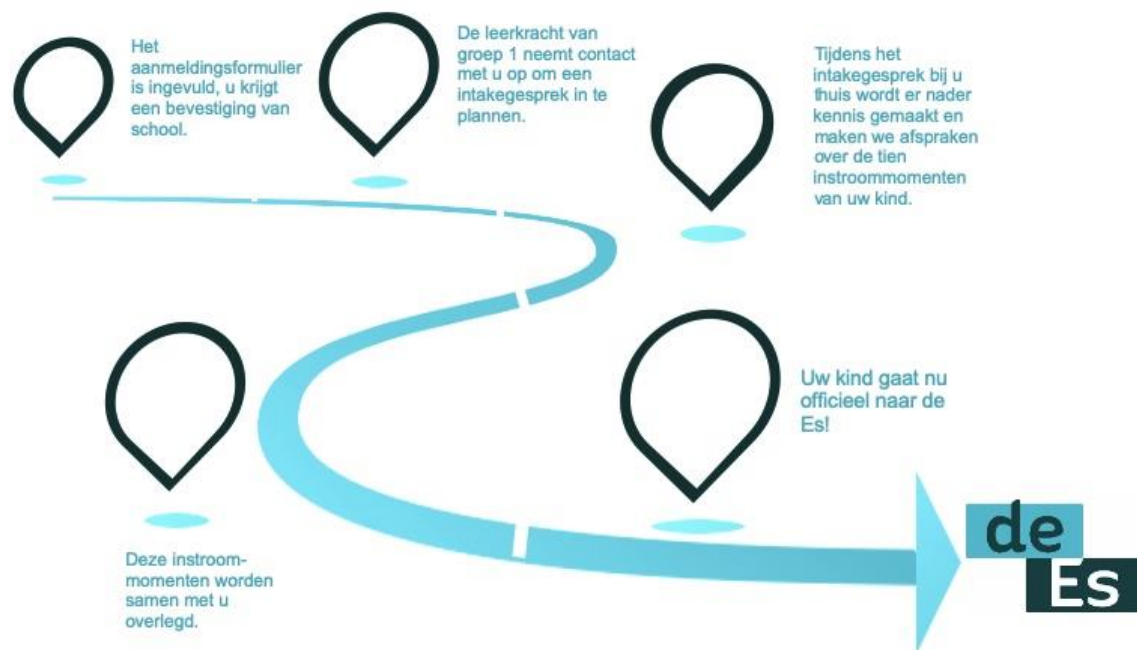 Het
aanmeldingsformulier
is ingevuld, u krijgt
een bevestiging van
school.
De leerkracht van
groep 1 neemt contact
met u op om een
intakegesprek in te
plannen.
Tijdens het
intakegesprek bij u
thuis wordt er nader
kennis gemaakt en
maken we afspraken
over de tien
instroommomenten
van uw kind.
Deze instroom-
momenten worden
samen met u
overlegd.
Uw kind gaat nu
officieel naar de
Es!
de
Es